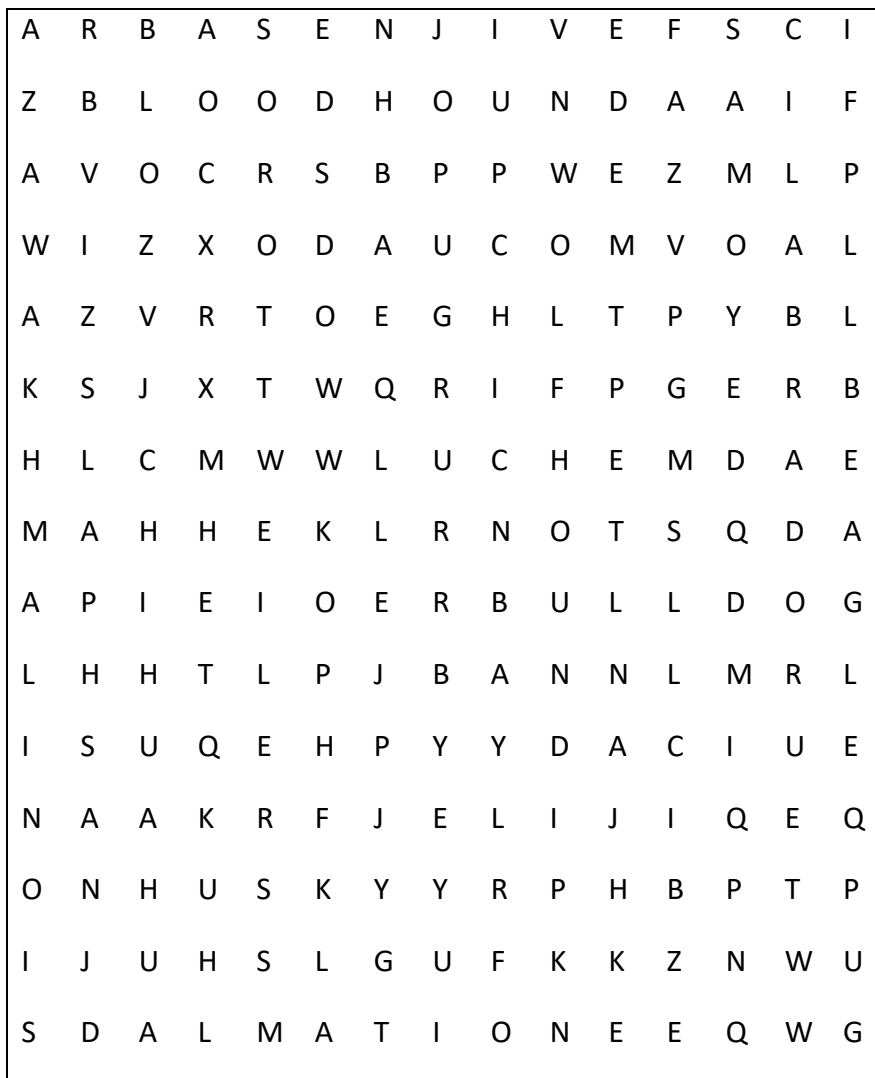 A R B A S E N J I V E F S C I
Z B L O O D H O U N D A A I F
A V O C R S B P P W E Z M L P
W I Z X O D A U C O M V O A L
A Z V R T O E G H L T P Y B L
K S J X T W Q R I F P G E R B
H L C M W W L U C H E M D A E
M A H H E K L R N O T S Q D A
A P I E I O E R B U L L D O G
L H H T L P J B A N N L M R L
I S U Q E H P Y Y D A C I U E
N A A K R F J E L I J I Q E Q
O N H U S K Y Y R P H B P T P
I J U H S L G U F K K Z N W U
S D A L M A T I O N E E Q W G